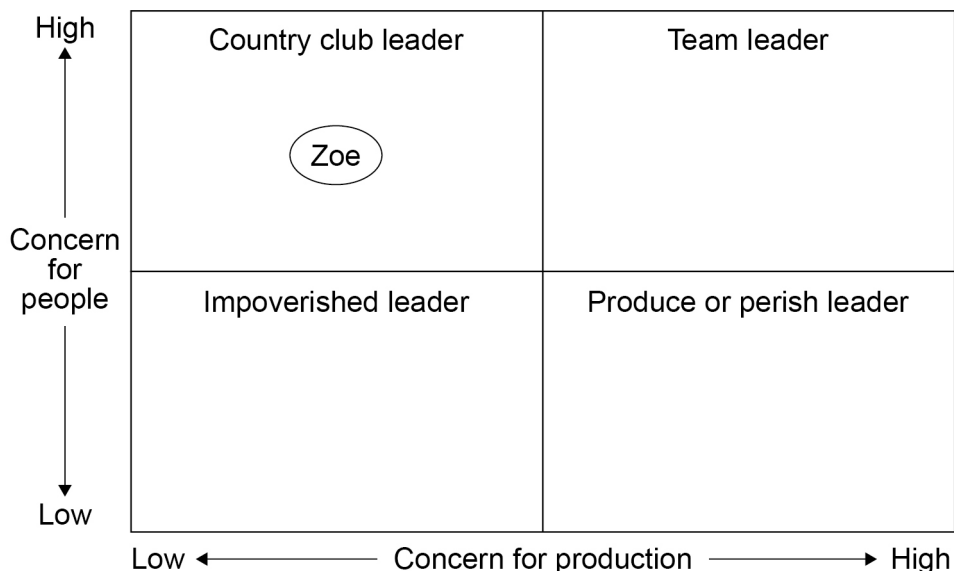 High
Country club leader
Team leader
Zoe
Concern
for
people
Impoverished leader
Produce or perish leader
Low
Low
Concern for production
High